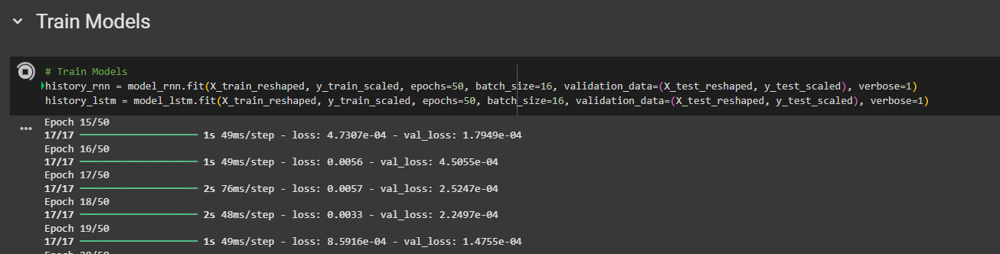 Train Models
# Train Models
history_rnn = model_rnn.fit(X_train_reshaped, y_train_scaled, epochs=50, batch_size=16, validation_data=(X_test_reshaped, y_test_scaled), verbose=1)
history_lstm = model_lstm.fit(X_train_reshaped, y_train_scaled, epochs=50, batch_size=16, validation_data=(X_test_reshaped, y_test_scaled), verbose=1)
Epoch 15/50
17/17 ━━━━━━━━━━━━━━━━━━━━ 1s 49ms/step - loss: 4.7307e-04 - val_loss: 1.7949e-04
Epoch 16/50
17/17 ━━━━━━━━━━━━━━━━━━━━ 1s 49ms/step - loss: 0.0056 - val_loss: 4.5055e-04
Epoch 17/50
17/17 ━━━━━━━━━━━━━━━━━━━━ 2s 76ms/step - loss: 0.0057 - val_loss: 2.5247e-04
Epoch 18/50
17/17 ━━━━━━━━━━━━━━━━━━━━ 2s 48ms/step - loss: 0.0033 - val_loss: 2.2497e-04
Epoch 19/50
17/17 ━━━━━━━━━━━━━━━━━━━━ 1s 49ms/step - loss: 8.5916e-04 - val_loss: 1.4755e-04
Epoch 20/50